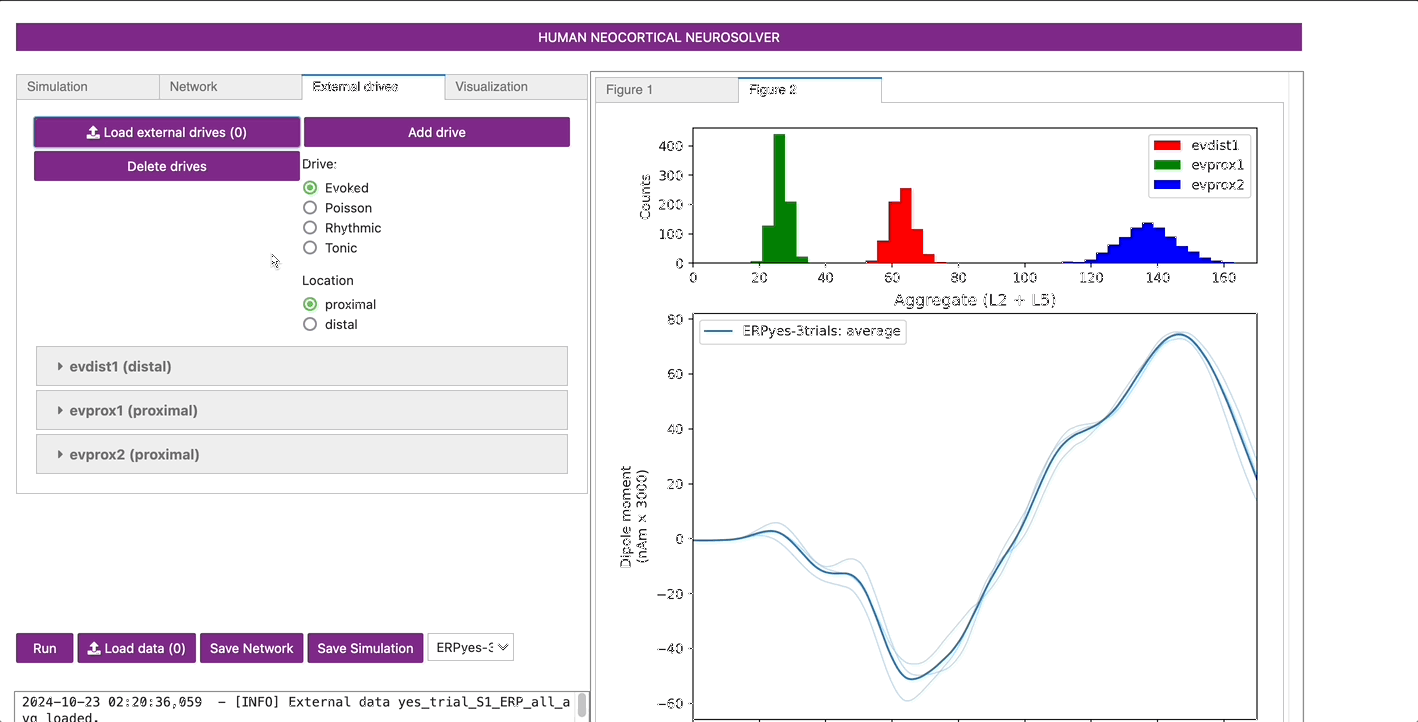 HUMAN NEOCORTICAL NEUROSOLVER
Simulation
Network
External drives
Visualization
Load external drives (0)
Add drive
Delete drives
Drive:
Evoked
Poisson
Rhythmic
Tonic
Location
proximal
distal
evdist1 (distal)
evprox1 (proximal)
evprox2 (proximal)
Run
Load data (0)
Save Network
Save Simulation
ERPyes-3
2024-10-23 02:20:36,059 - [INFO] External data yes_trial_S1_ERP_all_a
vg loaded.
Figure 1
Figure 2
evdist1
evprox1
evprox2
Counts
400
300
200
100
0
0 20 40 60 80 100 120 140 160
Aggregate (L2 + L5)
ERPyes-3trials: average
Dipole moment
(nAm × 3000)
80
60
40
20
0
−20
−40
−60